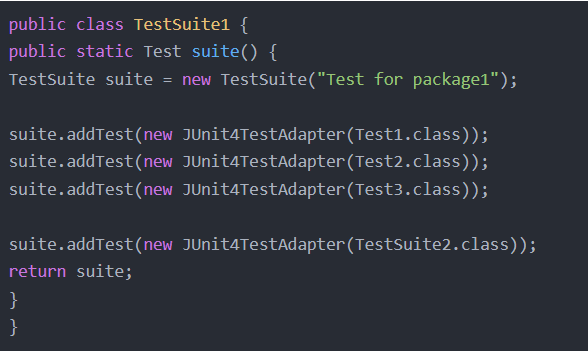 public class TestSuite1 {
public static Test suite() {
TestSuite suite = new TestSuite("Test for package1");
suite.addTest(new JUnit4TestAdapter(Test1.class));
suite.addTest(new JUnit4TestAdapter(Test2.class));
suite.addTest(new JUnit4TestAdapter(Test3.class));
suite.addTest(new JUnit4TestAdapter(TestSuite2.class));
return suite;
}
}